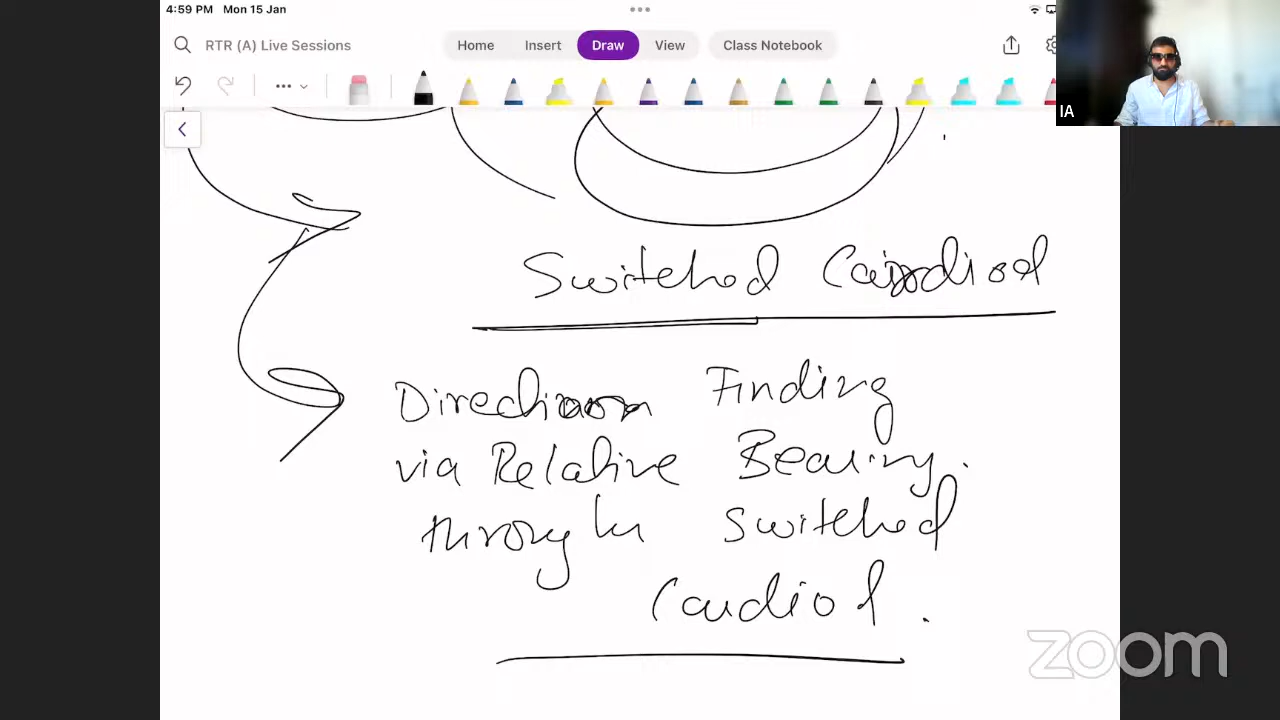 4:59 PM Mon 15 Jan
RTR (A) Live Sessions
Home Insert Draw View Class Notebook
IA
Switched Cardiod
Direction Finding
via Relative Bearing.
through switched
Cardiod.
zoom